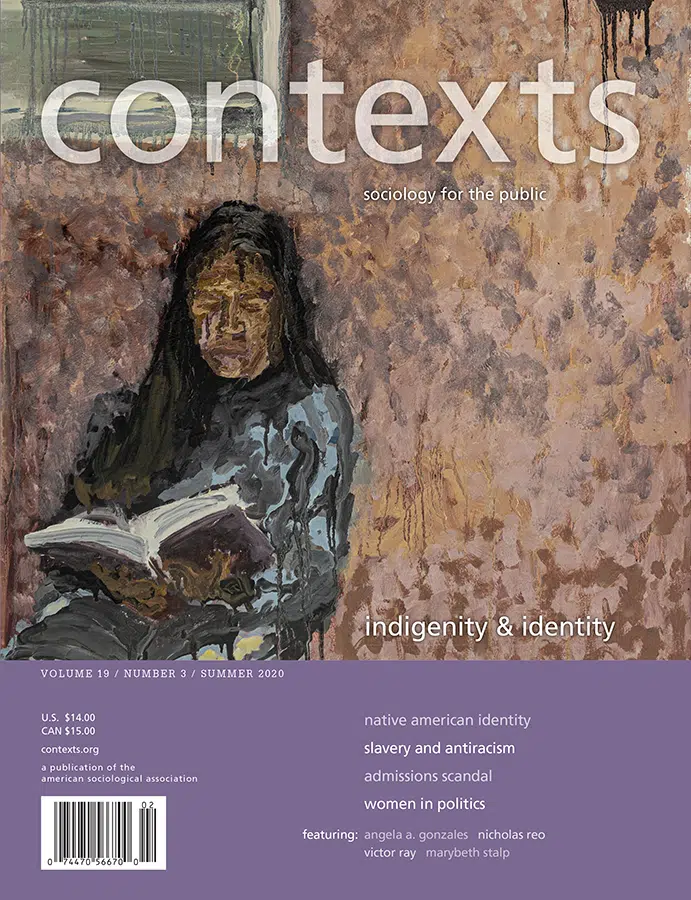 contexts
sociology for the public
indigenity & identity
VOLUME 19 / NUMBER 3 / SUMMER 2020
U.S. $14.00
CAN $15.00
contexts.org
a publication of the
american sociological association
0 2
0 74470 56670 0
native american identity
slavery and antiracism
admissions scandal
women in politics
featuring: angela a. gonzales nicholas reo
victor ray marybeth stalp